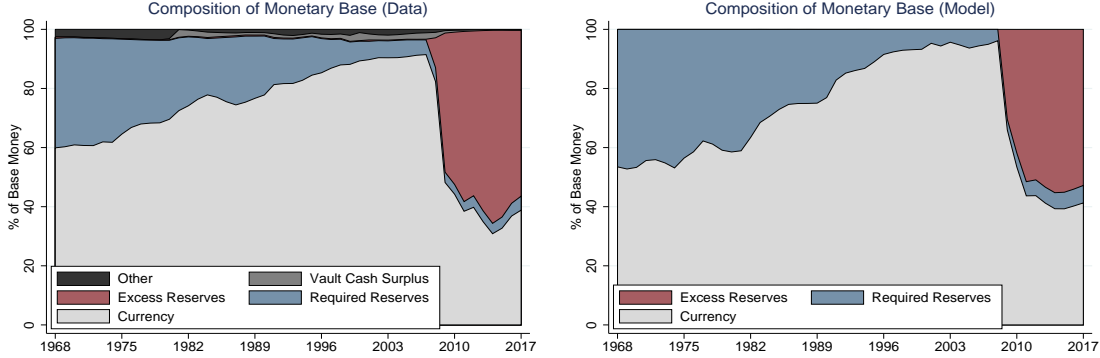 Composition of Monetary Base (Data)
% of Base Money
100
80
60
40
20
0
Other
Vault Cash Surplus
Excess Reserves
Required Reserves
Currency
1968 1975 1982 1989 1996 2003 2010 2017
Composition of Monetary Base (Model)
% of Base Money
100
80
60
40
20
0
Excess Reserves
Required Reserves
Currency
1968 1975 1982 1989 1996 2003 2010 2017